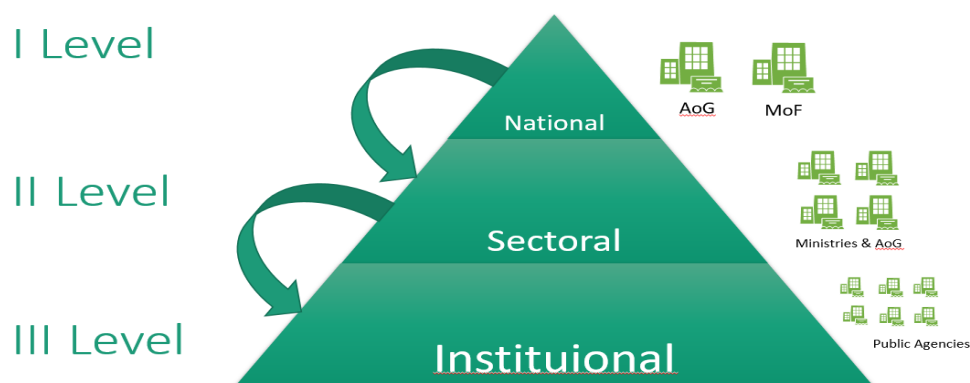 I Level
National
AoG
MoF
II Level
Sectoral
Ministries & AoG
III Level
Instituional
Public Agencies